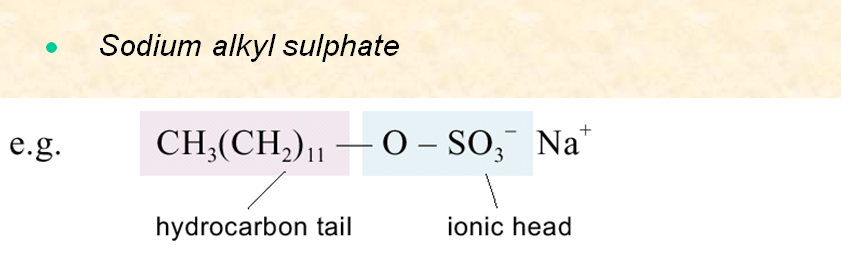 • Sodium alkyl sulphate
e.g. CH₃(CH₂)₁₁ — O – SO₃⁻ Na⁺
hydrocarbon tail ionic head